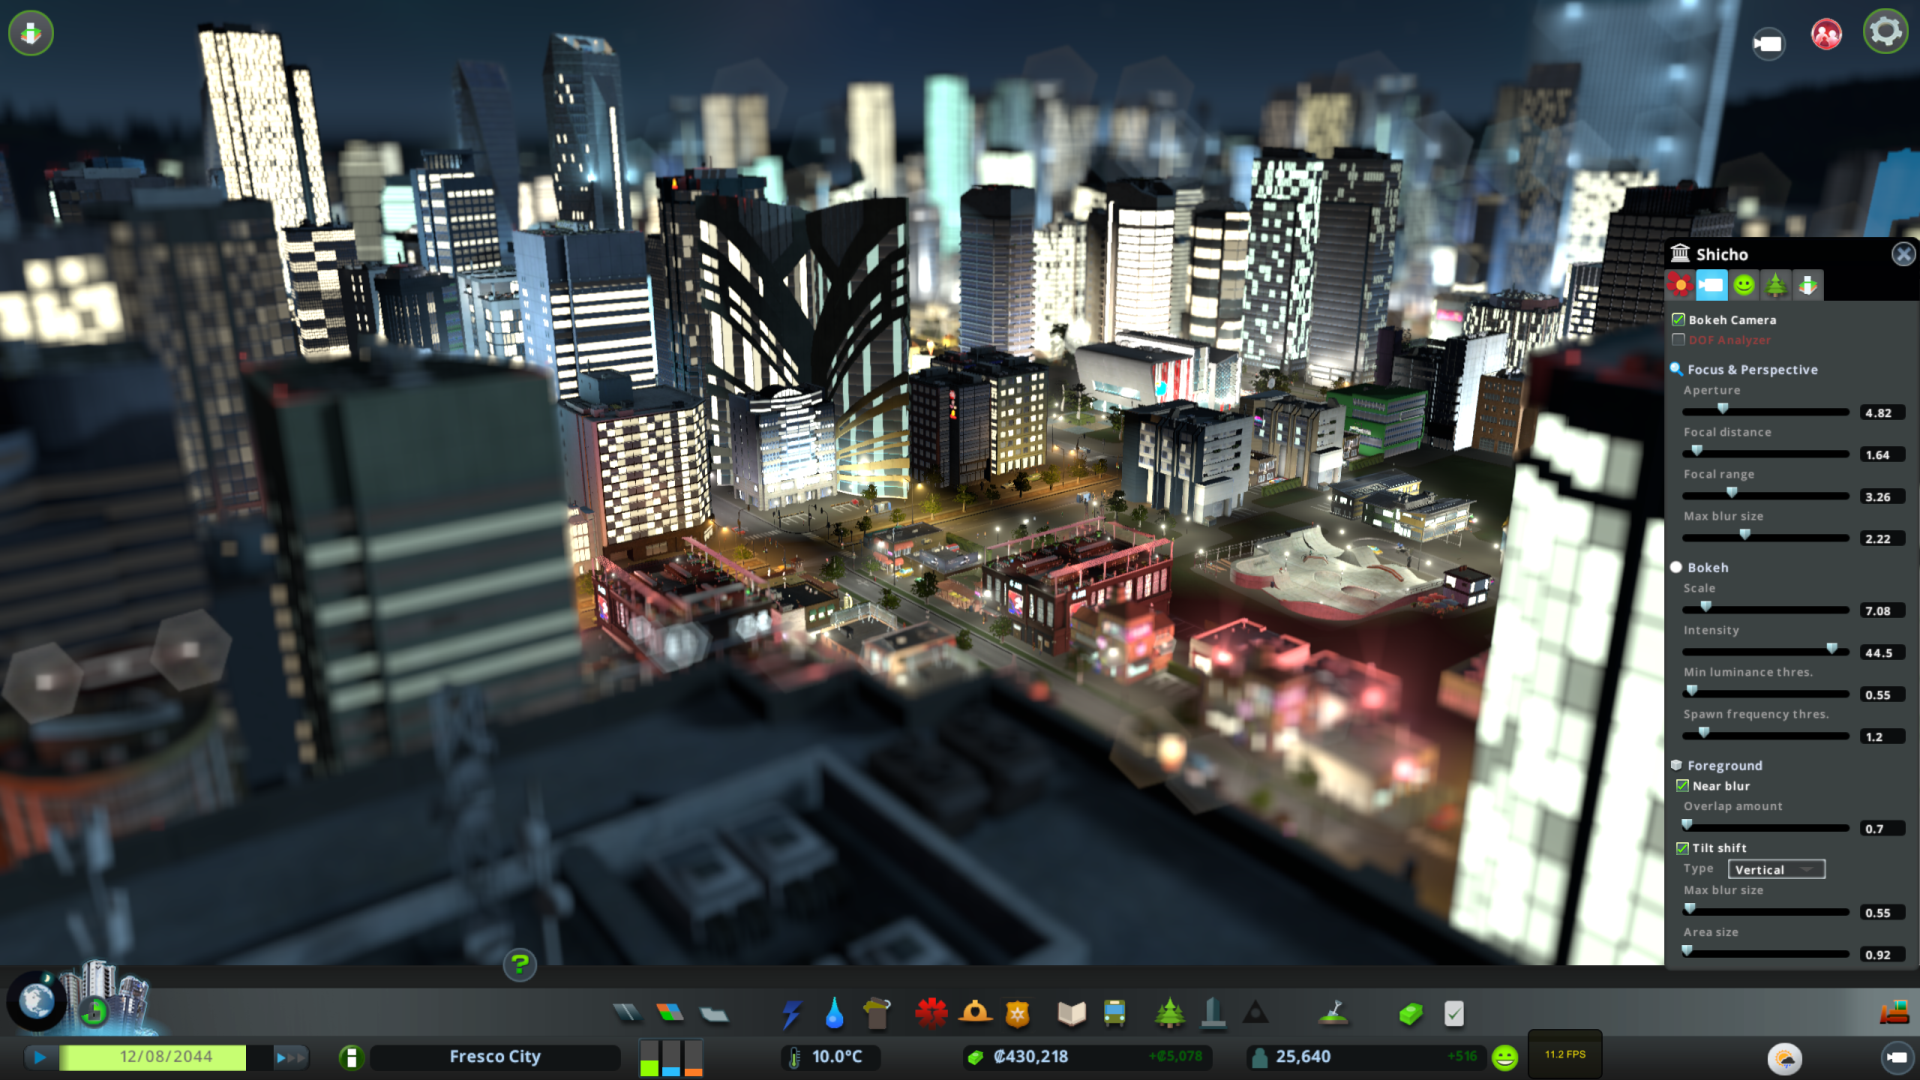 Shicho
Bokeh Camera
DOF Analyzer
Focus & Perspective
Aperture
4.82
Focal distance
1.64
Focal range
3.26
Max blur size
2.22
Bokeh
Scale
7.08
Intensity
44.5
Min luminance thres.
0.55
Spawn frequency thres.
1.2
Foreground
Near blur
Overlap amount
0.7
Tilt shift
Type Vertical
Max blur size
0.55
Area size
0.92
?
12/08/2044 Fresco City 10.0°C ₡430,218 +₡5,078 25,640 +516 11.2 FPS